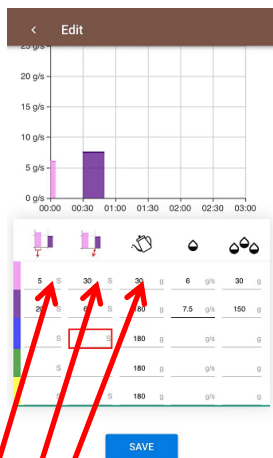 < Edit
20 g/s
15 g/s
10 g/s
5 g/s
0 g/s
00:00 00:30 01:00 01:30 02:00 02:30 03:00
5 S 30 S 30 g 6 g/s 30 g
S 180 g 7.5 g/s 150 g
S S 180 g g/s g
S S 180 g g/s g
S S 180 g g/s g
SAVE